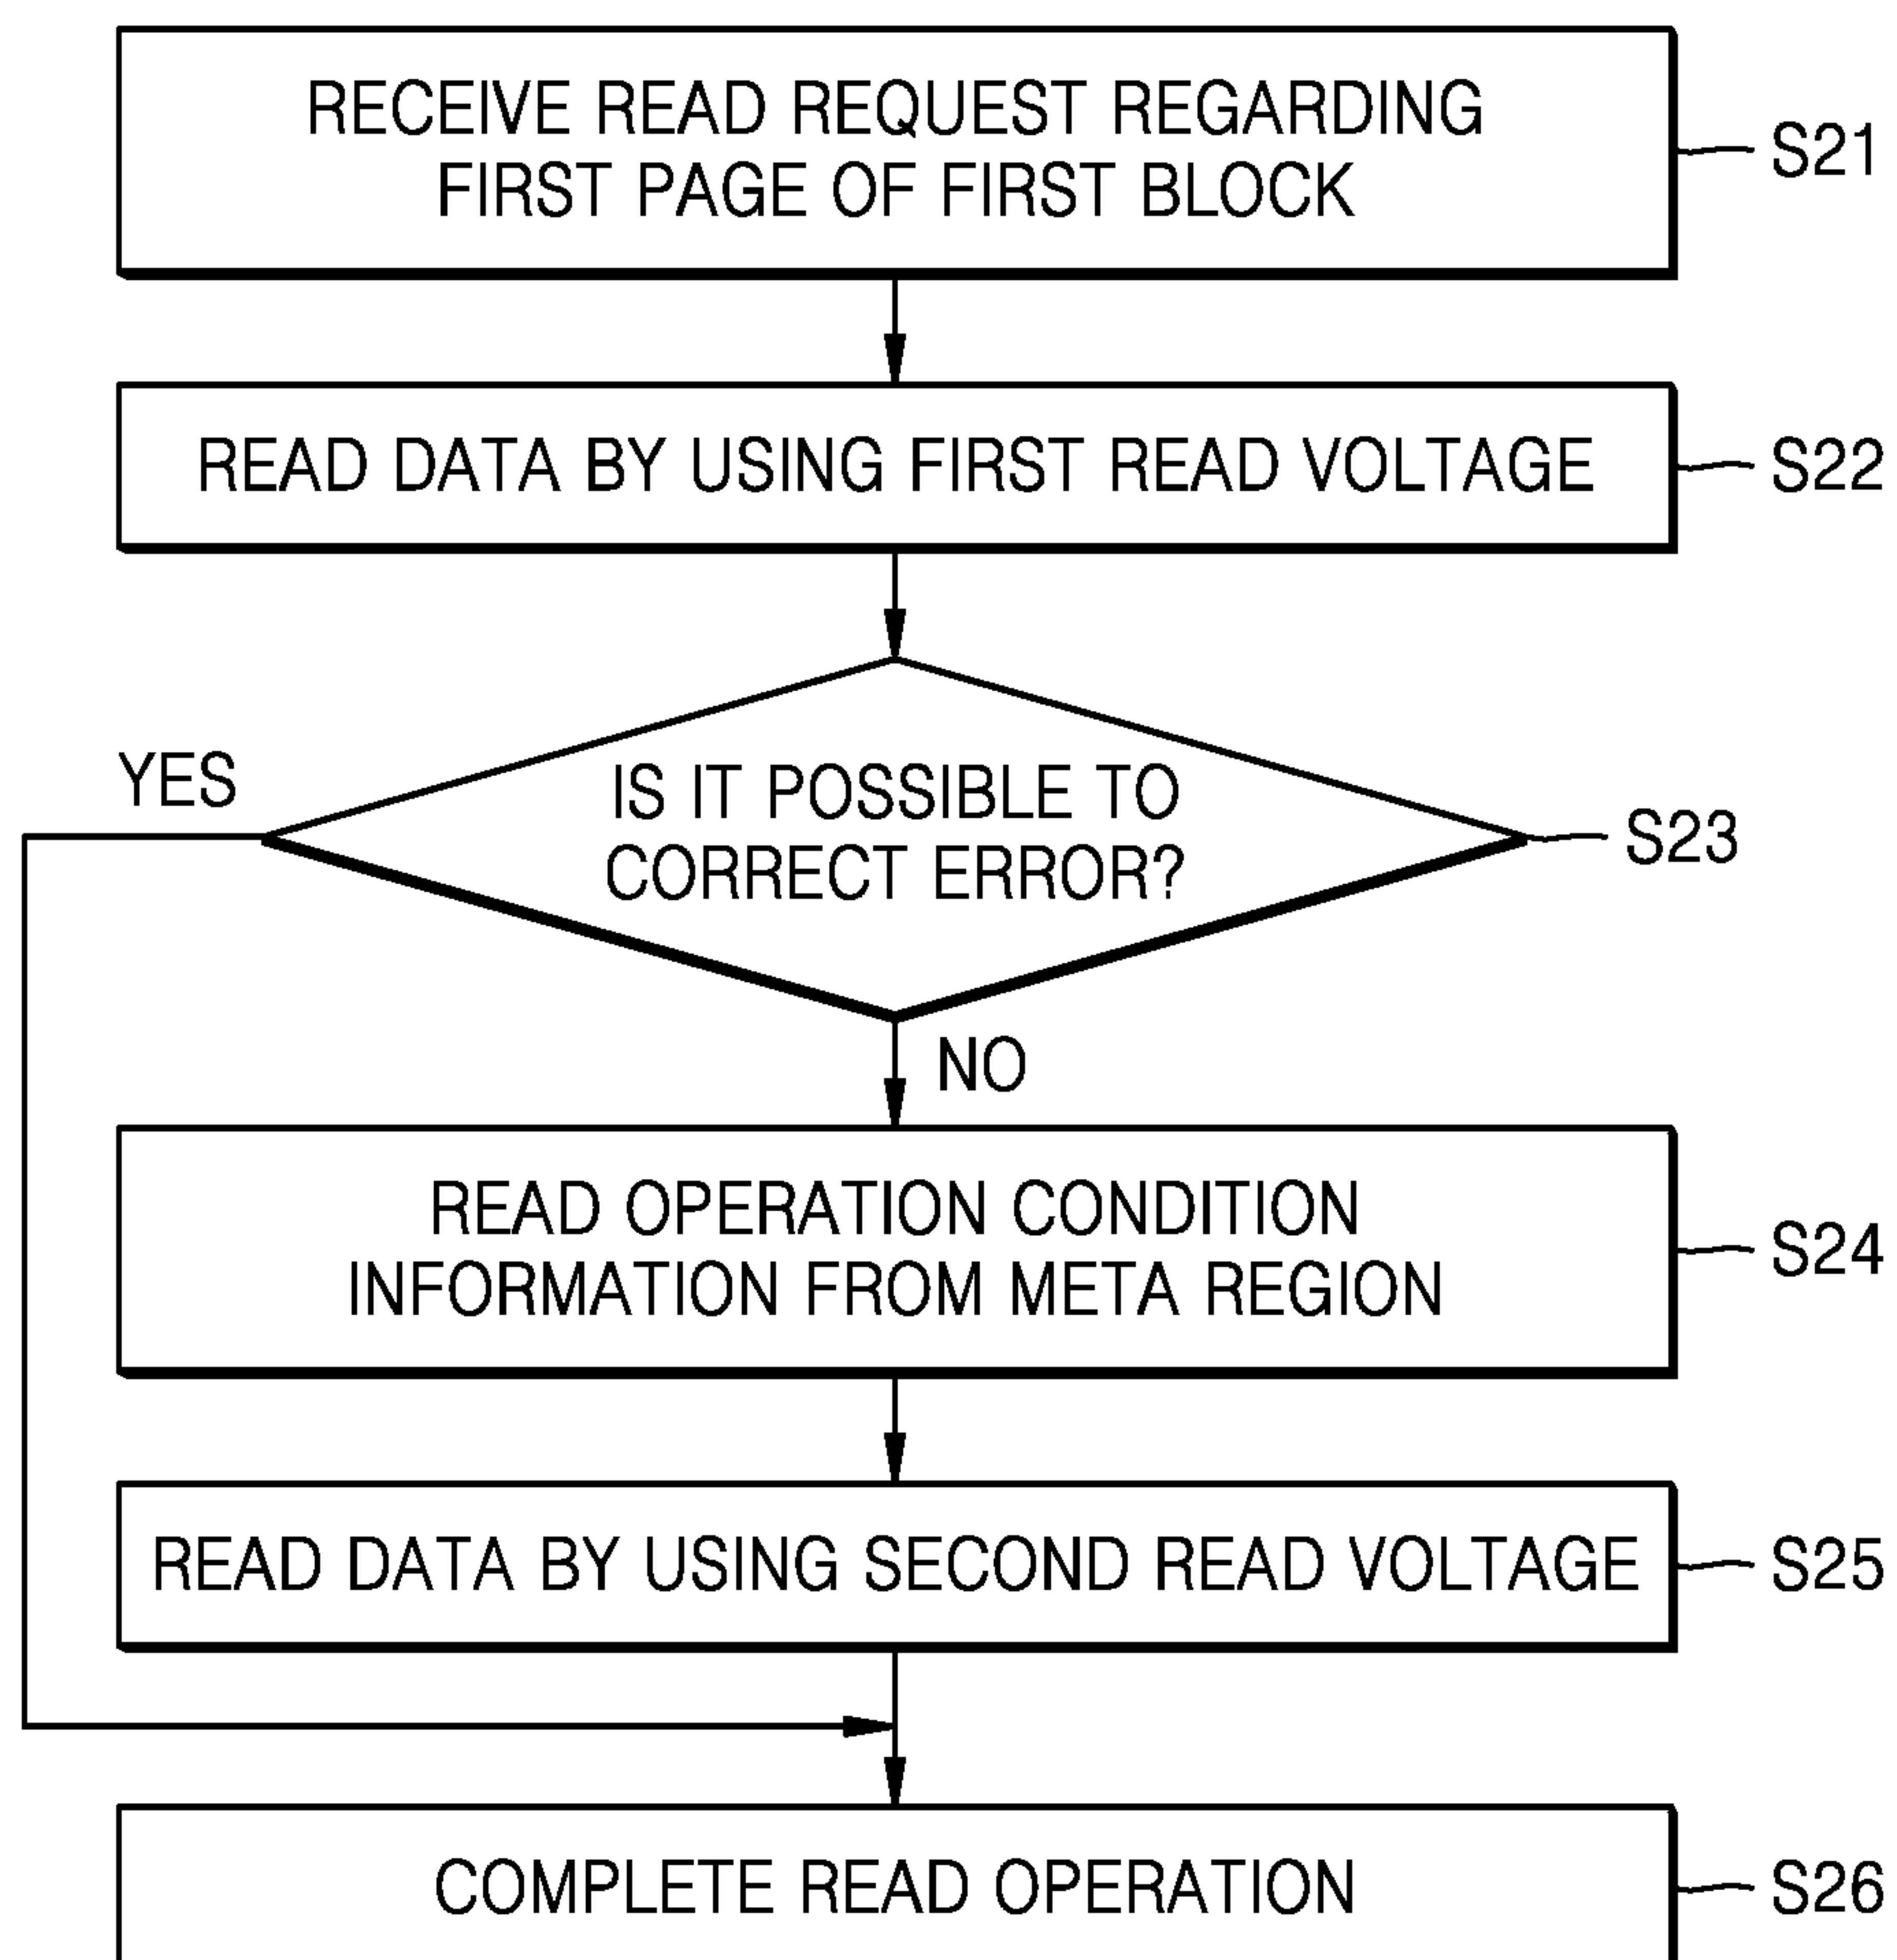 RECEIVE READ REQUEST REGARDING
FIRST PAGE OF FIRST BLOCK
S21
READ DATA BY USING FIRST READ VOLTAGE
S22
YES
IS IT POSSIBLE TO
CORRECT ERROR?
S23
NO
READ OPERATION CONDITION
INFORMATION FROM META REGION
S24
READ DATA BY USING SECOND READ VOLTAGE
S25
COMPLETE READ OPERATION
S26